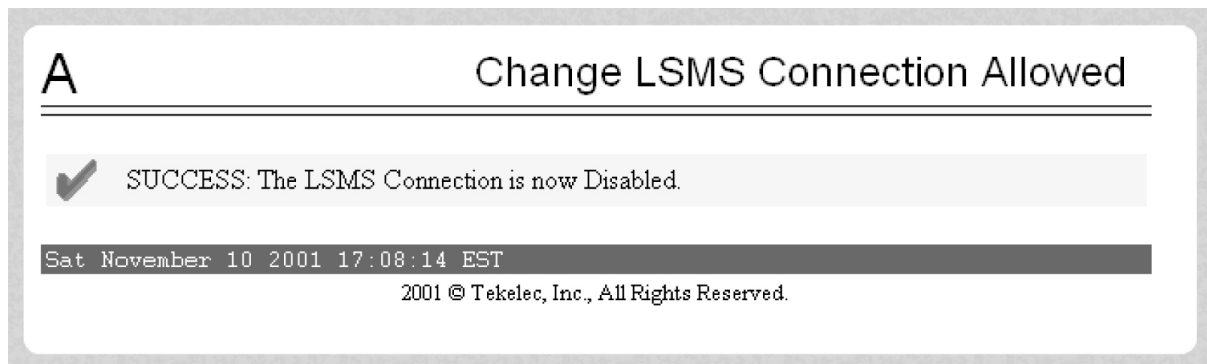 A
Change LSMS Connection Allowed
SUCCESS: The LSMS Connection is now Disabled.
Sat November 10 2001 17:08:14 EST
2001 © Tekelec, Inc., All Rights Reserved.